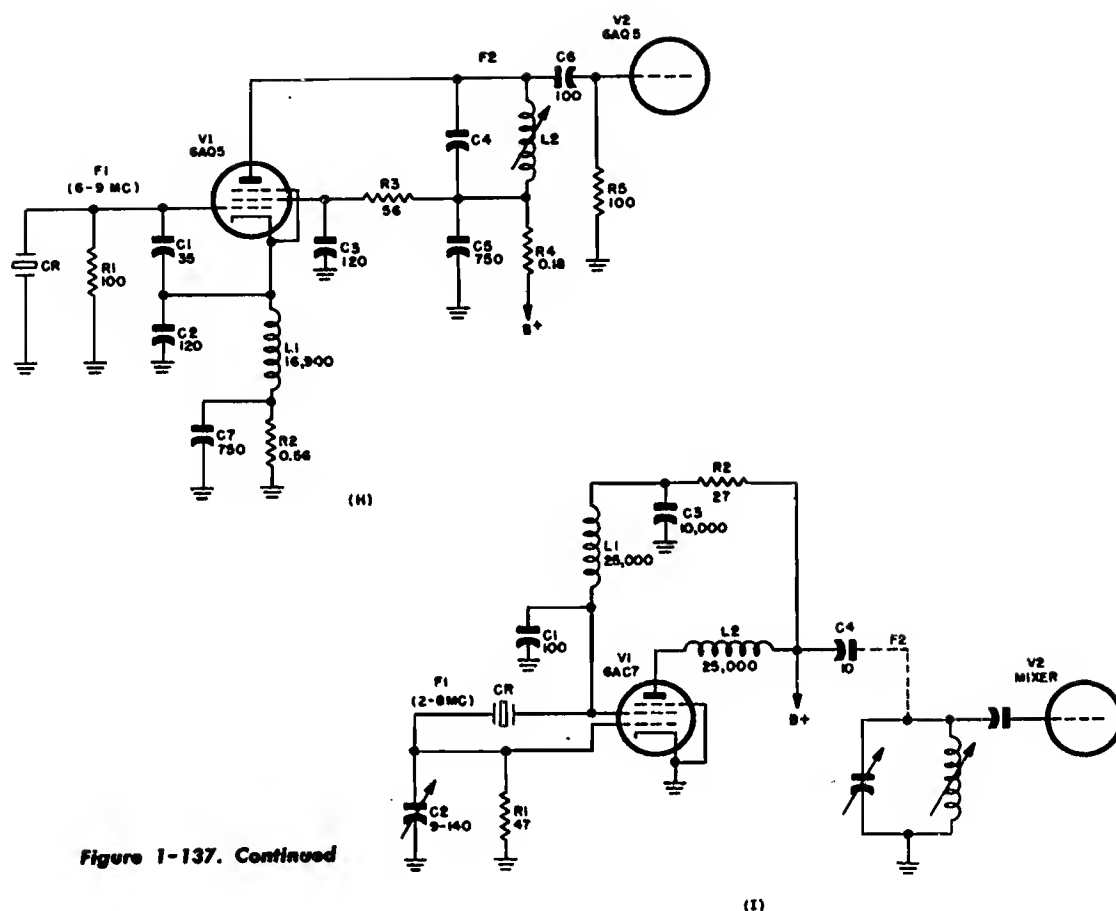 V2
6AQ5
F2
C6
100
V1
6AQ5
C4
L2
F1
(6-9 MC)
R3
56
R5
100
CR
R1
100
C1
35
C3
120
C5
750
R4
0.18
B+
C2
120
L1
16,900
C7
750
R2
0.56
(H)
R2
27
C3
10,000
L1
25,000
C1
100
V1
6AC7
L2
25,000
C4
10
F2
V2
MIXER
F1
(2-8MC)
CR
B+
C2
9-140
R1
47
Figure 1-137. Continued
(I)